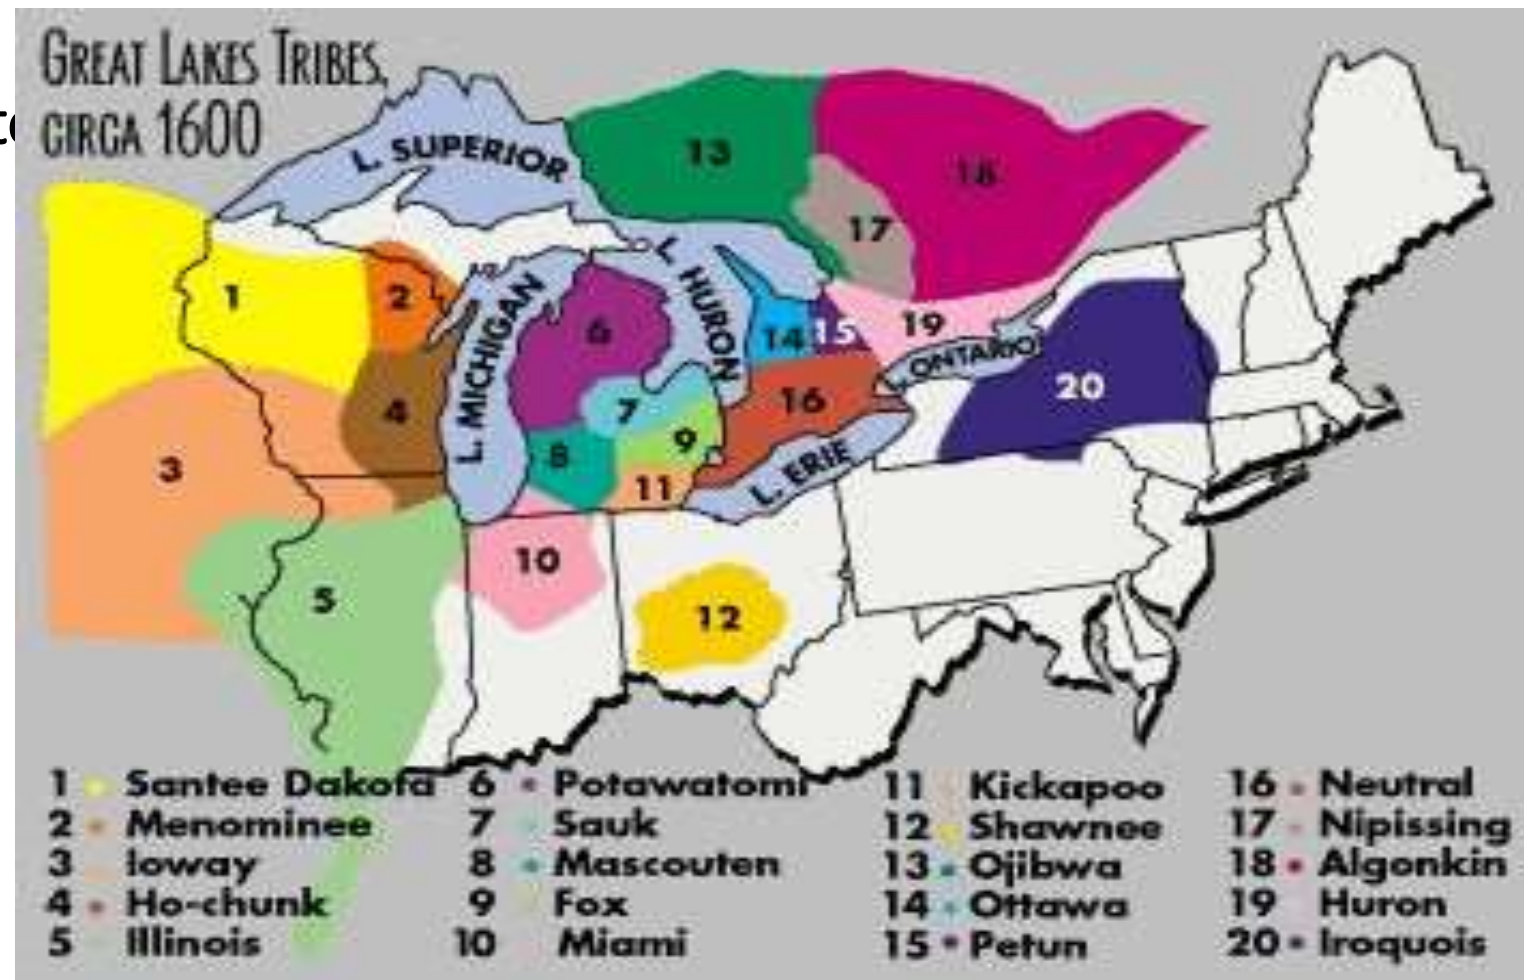 GREAT LAKES TRIBES,
CIRCA 1600
L. SUPERIOR
13
18
17
1
2
L. MICHIGAN
6
L. HURON
14
15
19
L. ONTARIO
20
4
7
16
3
8
9
11
L. ERIE
10
5
12
1 Santee Dakota 6 Potawatomi 11 Kickapoo 16 Neutral
2 Menominee 7 Sauk 12 Shawnee 17 Nipissing
3 Ioway 8 Mascouten 13 Ojibwa 18 Algonkin
4 Ho-chunk 9 Fox 14 Ottawa 19 Huron
5 Illinois 10 Miami 15 Petun 20 Iroquois